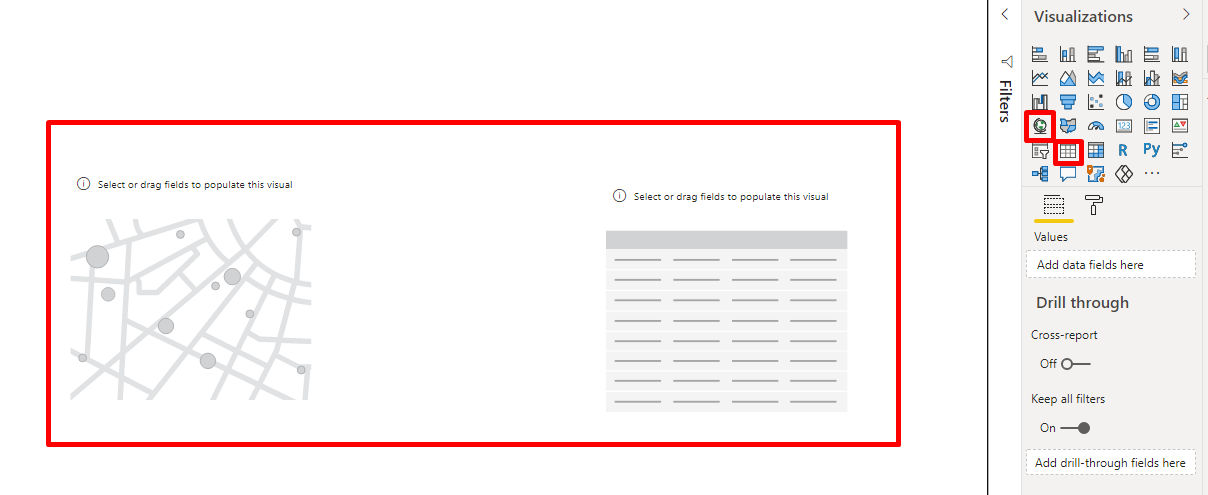 Select or drag fields to populate this visual
Select or drag fields to populate this visual
Filters
Visualizations
123
R
Py
Values
Add data fields here
Drill through
Cross-report
Off
Keep all filters
On
Add drill-through fields here